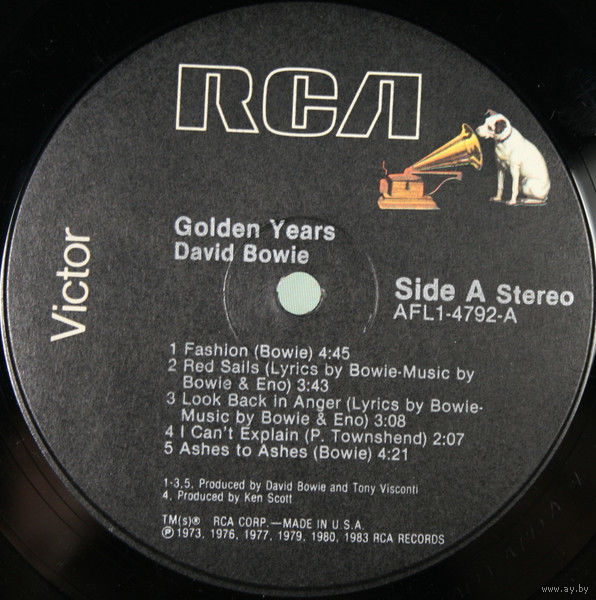 RCA
Victor
Golden Years
David Bowie
Side A Stereo
AFL1-4792-A
1 Fashion (Bowie) 4:45
2 Red Sails (Lyrics by Bowie-Music by
Bowie & Eno) 3:43
3 Look Back in Anger (Lyrics by Bowie-
Music by Bowie & Eno) 3:08
4 I Can't Explain (P. Townshend) 2:07
5 Ashes to Ashes (Bowie) 4:21
1-3,5, Produced by David Bowie and Tony Visconti
4. Produced by Ken Scott
TM(s)® RCA CORP.—MADE IN U.S.A.
℗ 1973, 1976, 1977, 1979, 1980, 1983 RCA RECORDS
www.ay.by